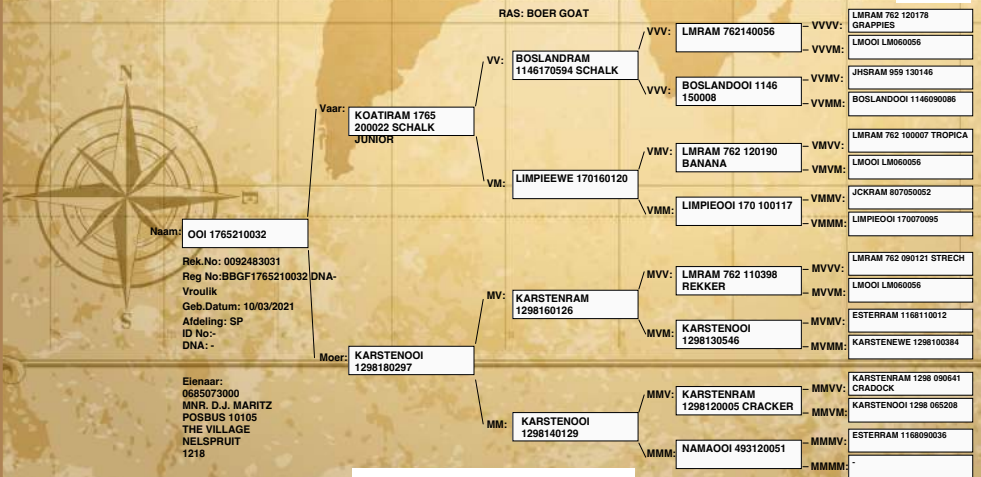 RAS: BOER GOAT
Naam:
OOI 1765210032
Rek.No: 0092483031
Reg No:BBGF1765210032 DNA-
Vroulik
Geb.Datum: 10/03/2021
Afdeling: SP
ID No:-
DNA: -
Eienaar:
0685073000
MNR. D.J. MARITZ
POSBUS 10105
THE VILLAGE
NELSPRUIT
1218
Vaar:
KOATIRAM 1765
200022 SCHALK
JUNIOR
Moer:
KARSTENOOI
1298180297
VV:
BOSLANDRAM
1146170594 SCHALK
VM:
LIMPIEEWE 170160120
MV:
KARSTENRAM
1298160126
MM:
KARSTENOOI
1298140129
VVV:
LMRAM 762140056
VVV:
BOSLANDOOI 1146
150008
VMV:
LMRAM 762 120190
BANANA
VMM:
LIMPIEOOI 170 100117
MVV:
LMRAM 762 110398
REKKER
MVM:
KARSTENOOI
1298130546
MMV:
KARSTENRAM
1298120005 CRACKER
MMM:
NAMAOOI 493120051
VVVV:
LMRAM 762 120178
GRAPPIES
VVVM:
LMOOI LM060056
VVMV:
JHSRAM 959 130146
VVMM:
BOSLANDOOI 1146090086
VMVV:
LMRAM 762 100007 TROPICA
VMVM:
LMOOI LM060056
VMMV:
JCKRAM 807050052
VMMM:
LIMPIEOOI 170070095
MVVV:
LMRAM 762 090121 STRECH
MVVM:
LMOOI LM060056
MVMV:
ESTERRAM 1168110012
MVMM:
KARSTENEWE 1298100384
MMVV:
KARSTENRAM 1298 090641
CRADOCK
MMVM:
KARSTENOOI 1298 065208
MMMV:
ESTERRAM 1168090036
MMMM:
-
N
E
S